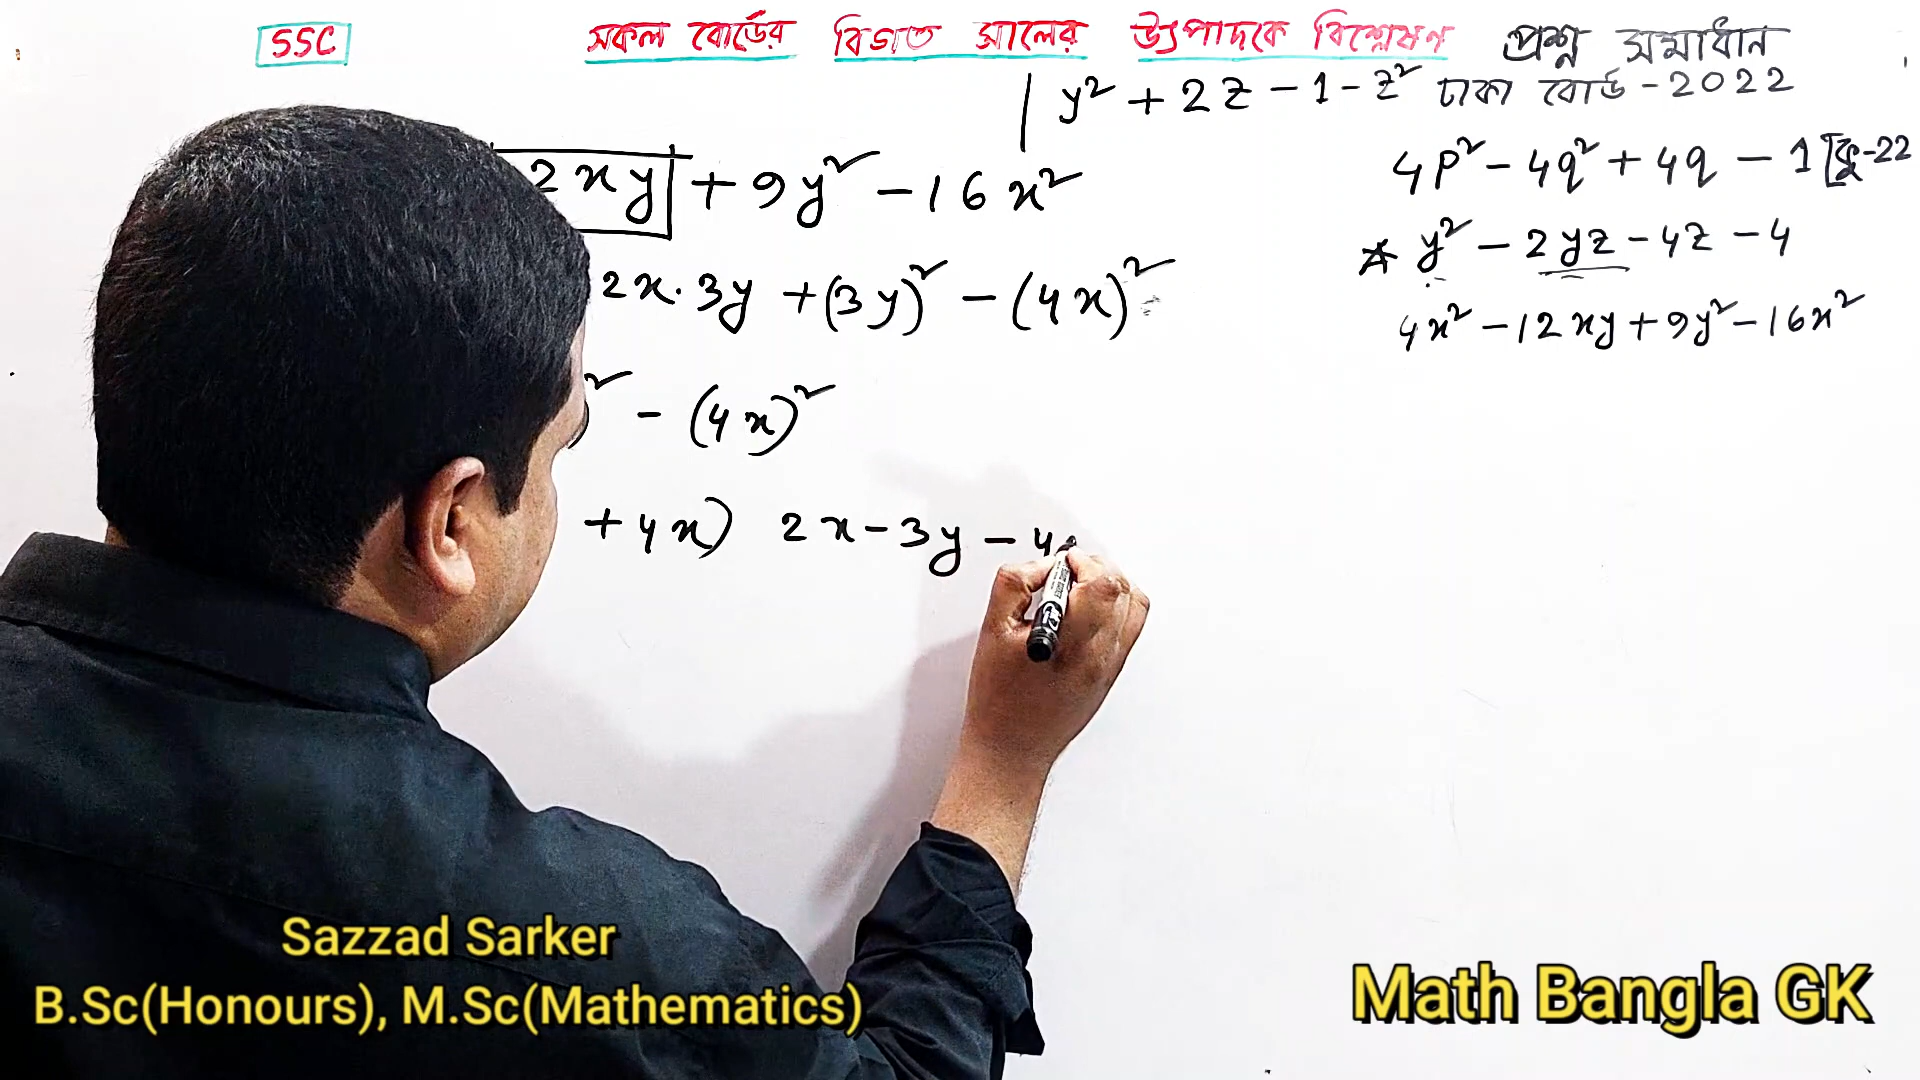 SSC সকল বোর্ডের বিগত সালের উৎপাদকে বিশ্লেষণ প্রশ্ন সমাধান
y² + 2z - 1 - z² ঢাকা বোর্ড - 2022
4p² - 4q² + 4q - 1 [কু-22
2xy + 9y² - 16x²
* y² - 2yz - 4z - 4
2x . 3y + (3y)² - (4x)²
4x² - 12xy + 9y² - 16x²
)² - (4x)²
+ 4x) 2x - 3y - 4
Sazzad Sarker
B.Sc(Honours), M.Sc(Mathematics)
Math Bangla GK